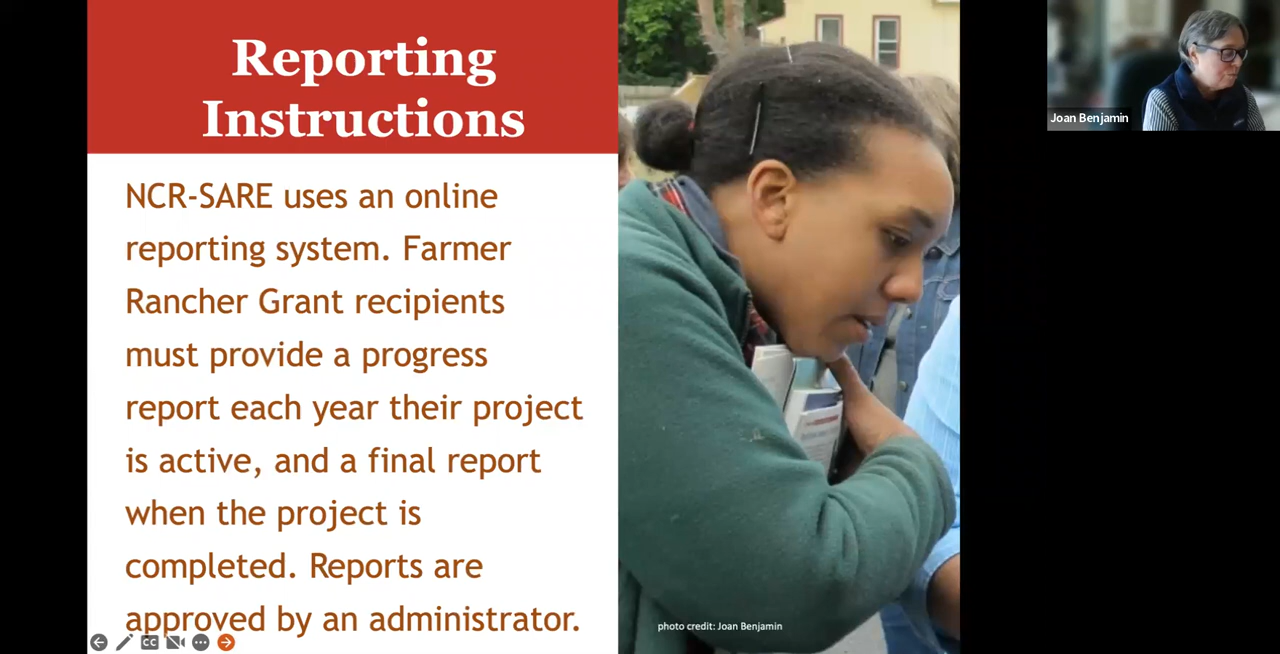 Reporting
Instructions
NCR-SARE uses an online
reporting system. Farmer
Rancher Grant recipients
must provide a progress
report each year their project
is active, and a final report
when the project is
completed. Reports are
approved by an administrator.
CC
photo credit: Joan Benjamin
Joan Benjamin